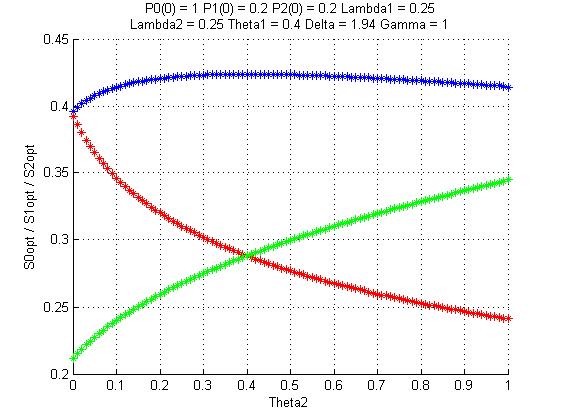 P0(0) = 1 P1(0) = 0.2 P2(0) = 0.2 Lambda1 = 0.25
Lambda2 = 0.25 Theta1 = 0.4 Delta = 1.94 Gamma = 1
0.45
0.4
0.35
0.3
0.25
0.2
S0opt / S1opt / S2opt
0 0.1 0.2 0.3 0.4 0.5 0.6 0.7 0.8 0.9 1
Theta2